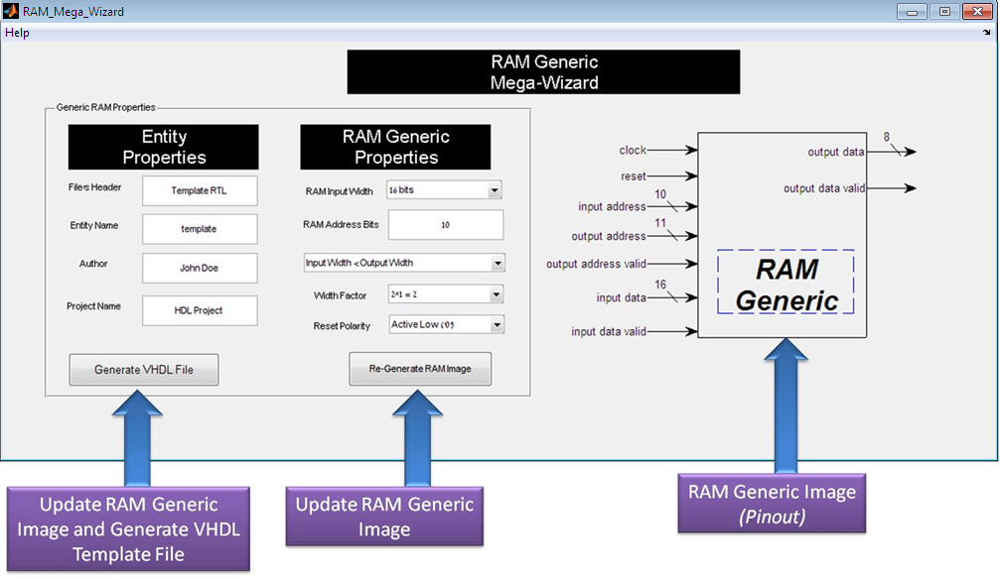 RAM_Mega_Wizard
Help
RAM Generic
Mega-Wizard
Generic RAM Properties
Entity
Properties
Files Header
Template RTL
Entity Name
template
Author
John Doe
Project Name
HDL Project
Generate VHDL File
RAM Generic
Properties
RAM Input Width
16 bits
RAM Address Bits
10
Input Width < Output Width
Width Factor
2^1 = 2
Reset Polarity
Active Low ('0')
Re-Generate RAM Image
clock
reset
10
input address
11
output address
output address valid
16
input data
input data valid
8
output data
output data valid
RAM
Generic
Update RAM Generic
Image and Generate VHDL
Template File
Update RAM Generic
Image
RAM Generic Image
(Pinout)